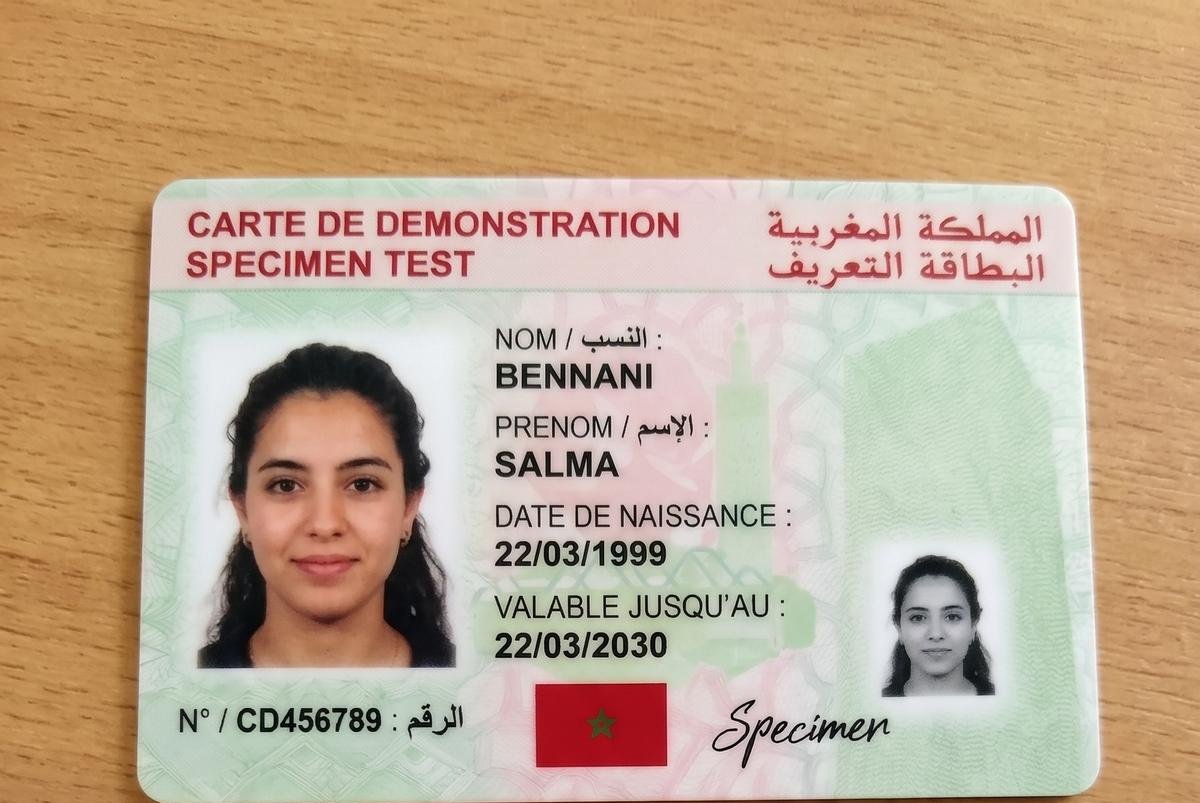 CARTE DE DEMONSTRATION
SPECIMEN TEST
المملكة المغربية
البطاقة التعريف
NOM / النسب :
BENNANI
PRENOM / الإسم :
SALMA
DATE DE NAISSANCE :
22/03/1999
VALABLE JUSQU'AU :
22/03/2030
N° / CD456789 : الرقم
Specimen